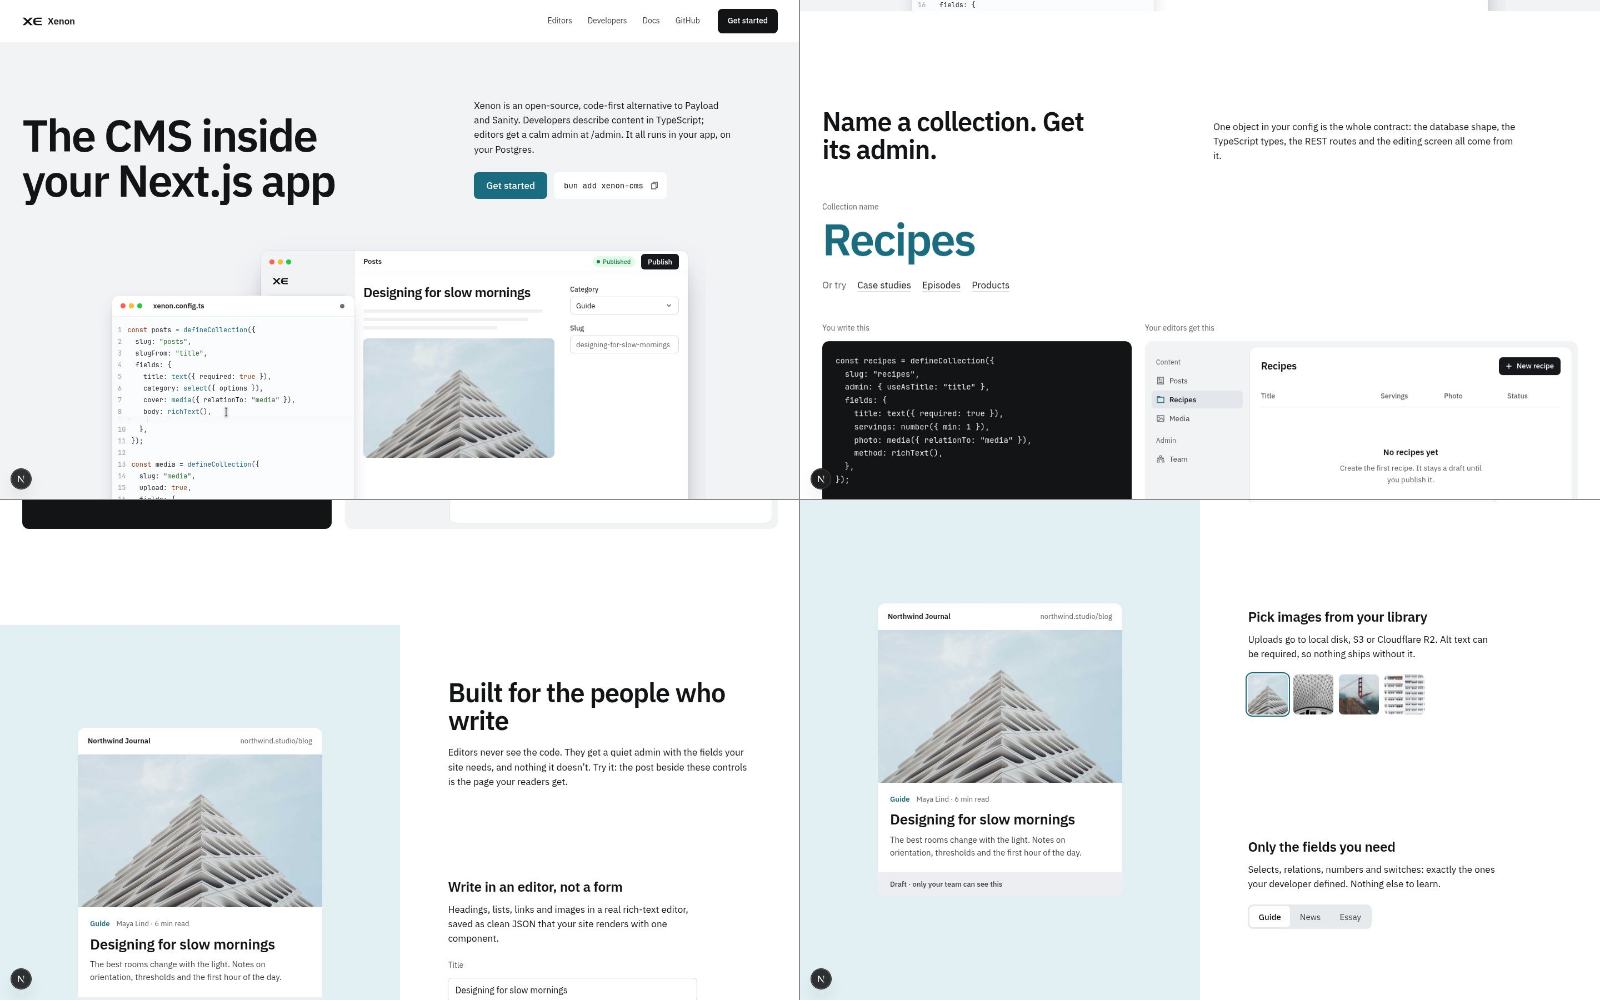 XE Xenon
Editors
Developers
Docs
GitHub
Get started
The CMS inside
your Next.js app
Xenon is an open-source, code-first alternative to Payload
and Sanity. Developers describe content in TypeScript;
editors get a calm admin at /admin. It all runs in your app, on
your Postgres.
Get started
bun add xenon-cms
XE
Posts
Published
Publish
Designing for slow mornings
Category
Guide
Slug
designing-for-slow-mornings
xenon.config.ts
1 const posts = defineCollection({
2 slug: "posts",
3 slugFrom: "title",
4 fields: {
5 title: text({ required: true }),
6 category: select({ options }),
7 cover: media({ relationTo: "media" }),
8 body: richText(),
10 },
11 });
12
13 const media = defineCollection({
14 slug: "media",
15 upload: true,
N
16 fields: {
Name a collection. Get
its admin.
One object in your config is the whole contract: the database shape, the
TypeScript types, the REST routes and the editing screen all come from
it.
Collection name
Recipes
Or try Case studies Episodes Products
You write this
const recipes = defineCollection({
slug: "recipes",
admin: { useAsTitle: "title" },
fields: {
title: text({ required: true }),
servings: number({ min: 1 }),
photo: media({ relationTo: "media" }),
method: richText(),
},
});
Your editors get this
Content
Posts
Recipes
Media
Admin
Team
Recipes
+ New recipe
Title Servings Photo Status
No recipes yet
Create the first recipe. It stays a draft until
you publish it.
N
Northwind Journal
northwind.studio/blog
Guide Maya Lind · 6 min read
Designing for slow mornings
The best rooms change with the light. Notes on
orientation, thresholds and the first hour of the day.
Built for the people who
write
Editors never see the code. They get a quiet admin with the fields your
site needs, and nothing it doesn't. Try it: the post beside these controls
is the page your readers get.
Write in an editor, not a form
Headings, lists, links and images in a real rich-text editor,
saved as clean JSON that your site renders with one
component.
Title
Designing for slow mornings
N
Northwind Journal
northwind.studio/blog
Guide Maya Lind · 6 min read
Designing for slow mornings
The best rooms change with the light. Notes on
orientation, thresholds and the first hour of the day.
Draft · only your team can see this
Pick images from your library
Uploads go to local disk, S3 or Cloudflare R2. Alt text can
be required, so nothing ships without it.
Only the fields you need
Selects, relations, numbers and switches: exactly the ones
your developer defined. Nothing else to learn.
Guide News Essay
N